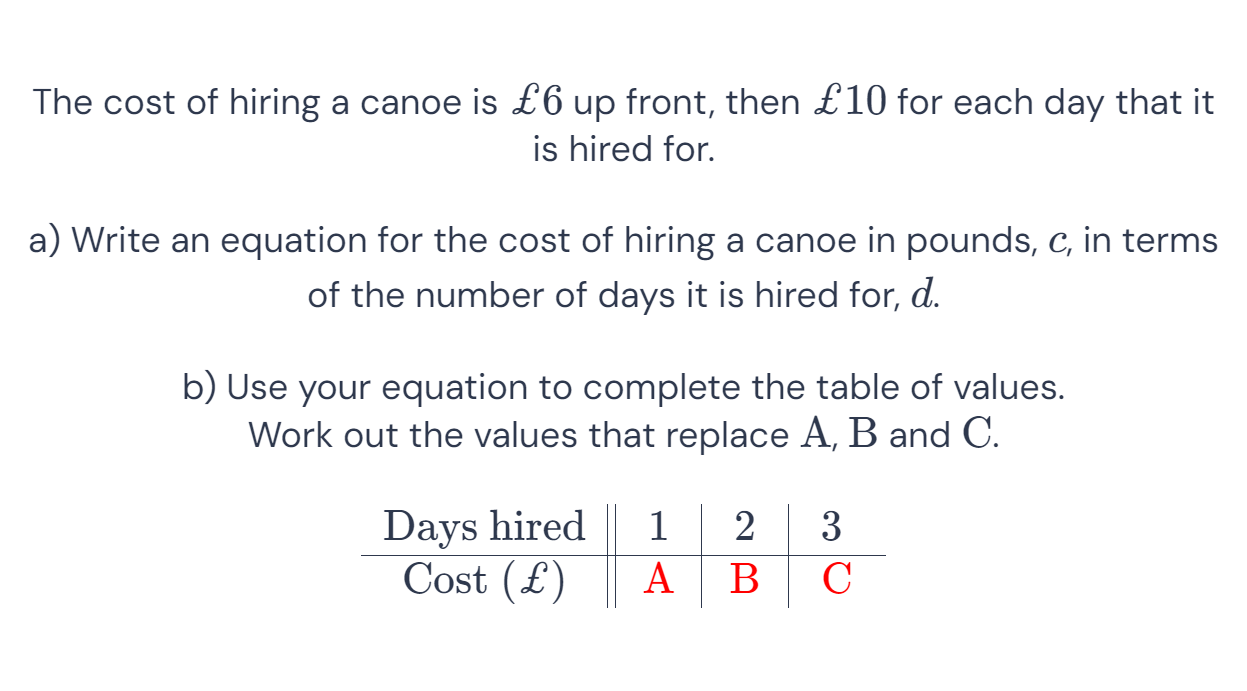 The cost of hiring a canoe is £6 up front, then £10 for each day that it
is hired for.
a) Write an equation for the cost of hiring a canoe in pounds, c, in terms
of the number of days it is hired for, d.
b) Use your equation to complete the table of values.
Work out the values that replace A, B and C.
Days hired 1 2 3
Cost (£) A B C